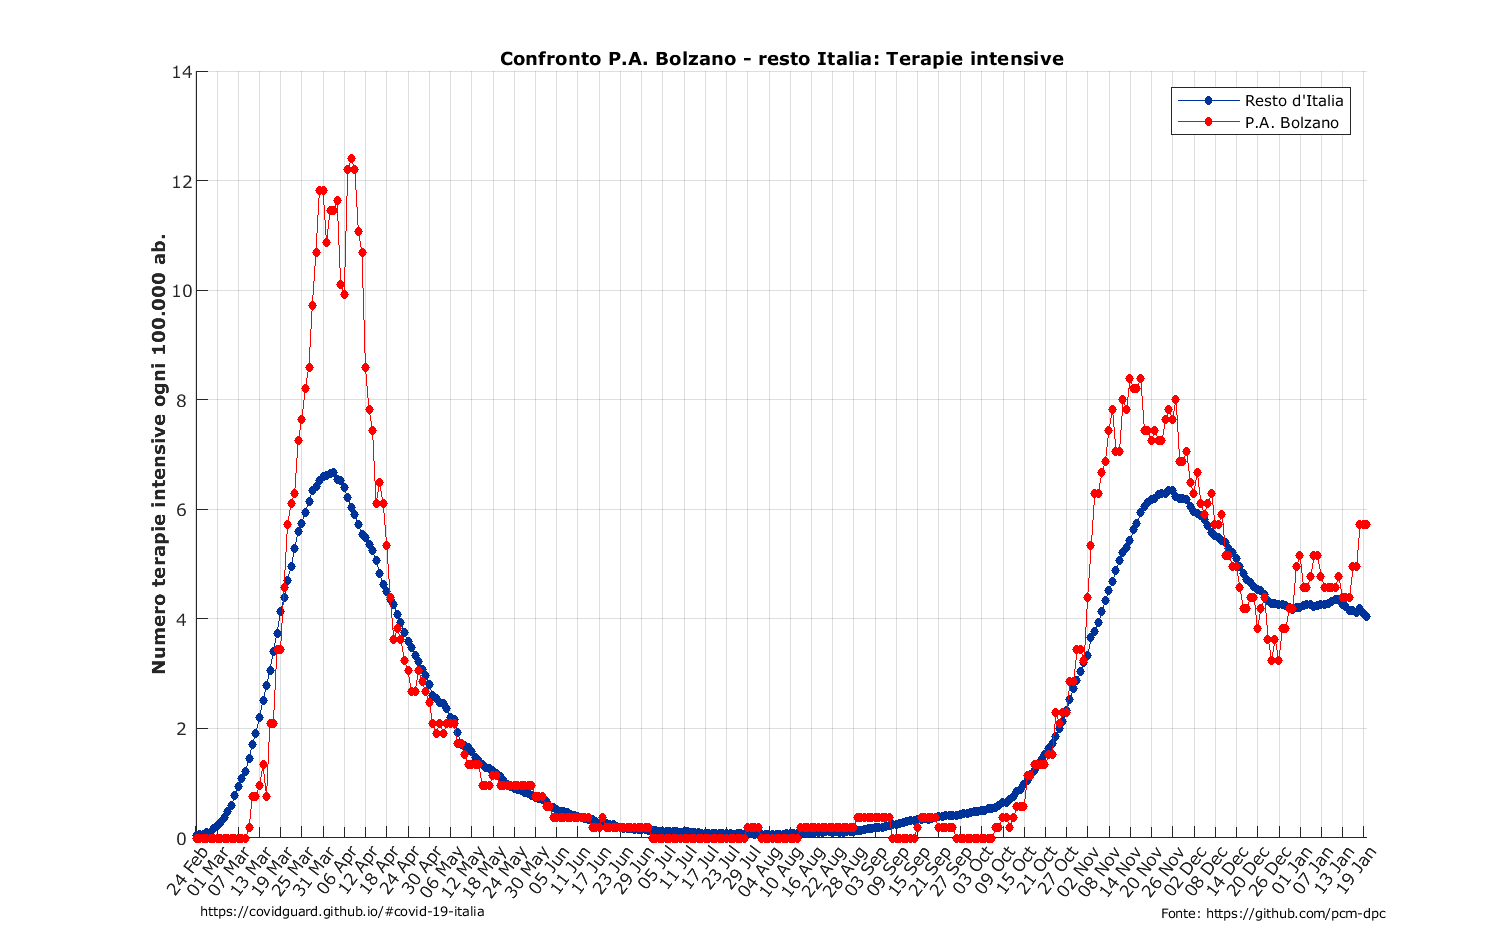 Confronto P.A. Bolzano - resto Italia: Terapie intensive
Resto d'Italia
P.A. Bolzano
Numero terapie intensive ogni 100.000 ab.
14
12
10
8
6
4
2
0
24 Feb
01 Mar
07 Mar
13 Mar
19 Mar
25 Mar
31 Mar
06 Apr
12 Apr
18 Apr
24 Apr
30 Apr
06 May
12 May
18 May
24 May
30 May
05 Jun
11 Jun
17 Jun
23 Jun
29 Jun
05 Jul
11 Jul
17 Jul
23 Jul
29 Jul
04 Aug
10 Aug
16 Aug
22 Aug
28 Aug
03 Sep
09 Sep
15 Sep
21 Sep
27 Sep
03 Oct
09 Oct
15 Oct
21 Oct
27 Oct
02 Nov
08 Nov
14 Nov
20 Nov
26 Nov
02 Dec
08 Dec
14 Dec
20 Dec
26 Dec
01 Jan
07 Jan
13 Jan
19 Jan
https://covidguard.github.io/#covid-19-italia
Fonte: https://github.com/pcm-dpc